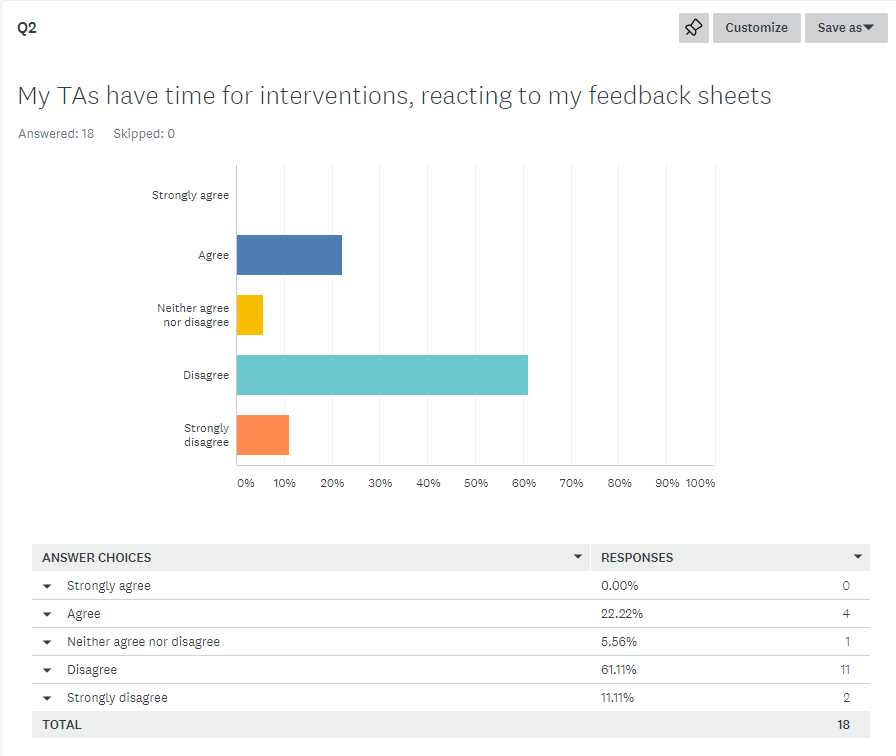 Q2
Customize
Save as
My TAs have time for interventions, reacting to my feedback sheets
Answered: 18 Skipped: 0
Strongly agree
Agree
Neither agree
nor disagree
Disagree
Strongly
disagree
0% 10% 20% 30% 40% 50% 60% 70% 80% 90% 100%
ANSWER CHOICES RESPONSES
Strongly agree 0.00% 0
Agree 22.22% 4
Neither agree nor disagree 5.56% 1
Disagree 61.11% 11
Strongly disagree 11.11% 2
TOTAL 18